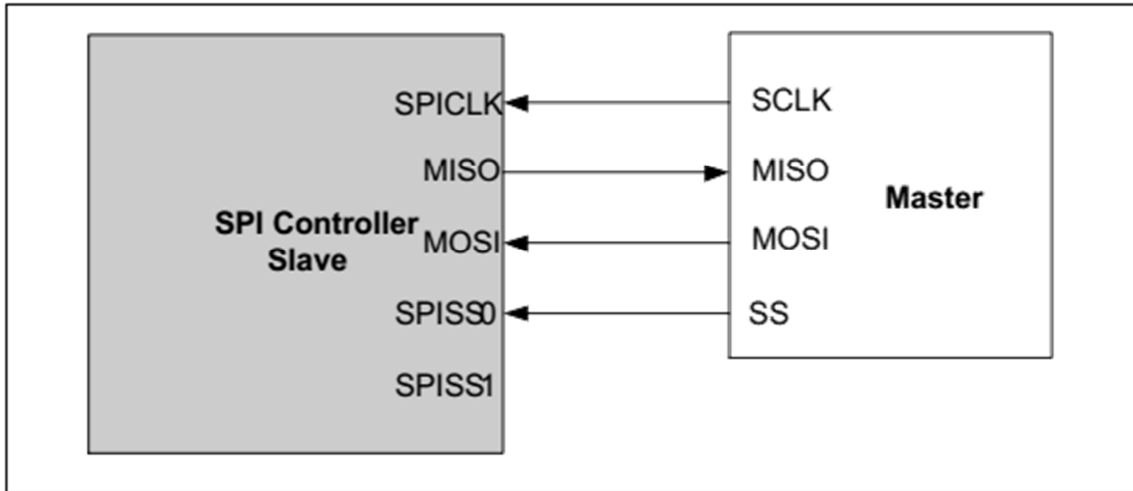 SPI Controller
Slave
SPICLK
MISO
MOSI
SPISS0
SPISS1
SCLK
MISO
MOSI
SS
Master